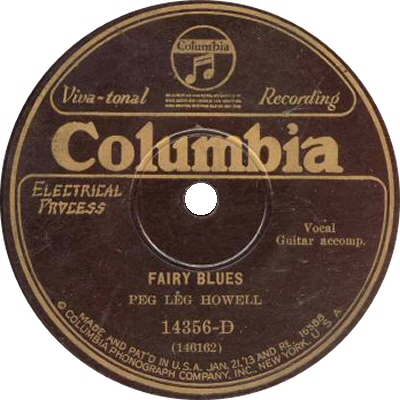 Columbia
Viva-tonal Recording
Columbia
ELECTRICAL
PROCESS
Vocal
Guitar accomp.
FAIRY BLUES
PEG LEG HOWELL
14356-D
(146162)
MADE AND PAT'D IN U.S.A. JAN. 21, '13 AND RE. 16588
© COLUMBIA PHONOGRAPH COMPANY, INC., NEW YORK, U.S.A.